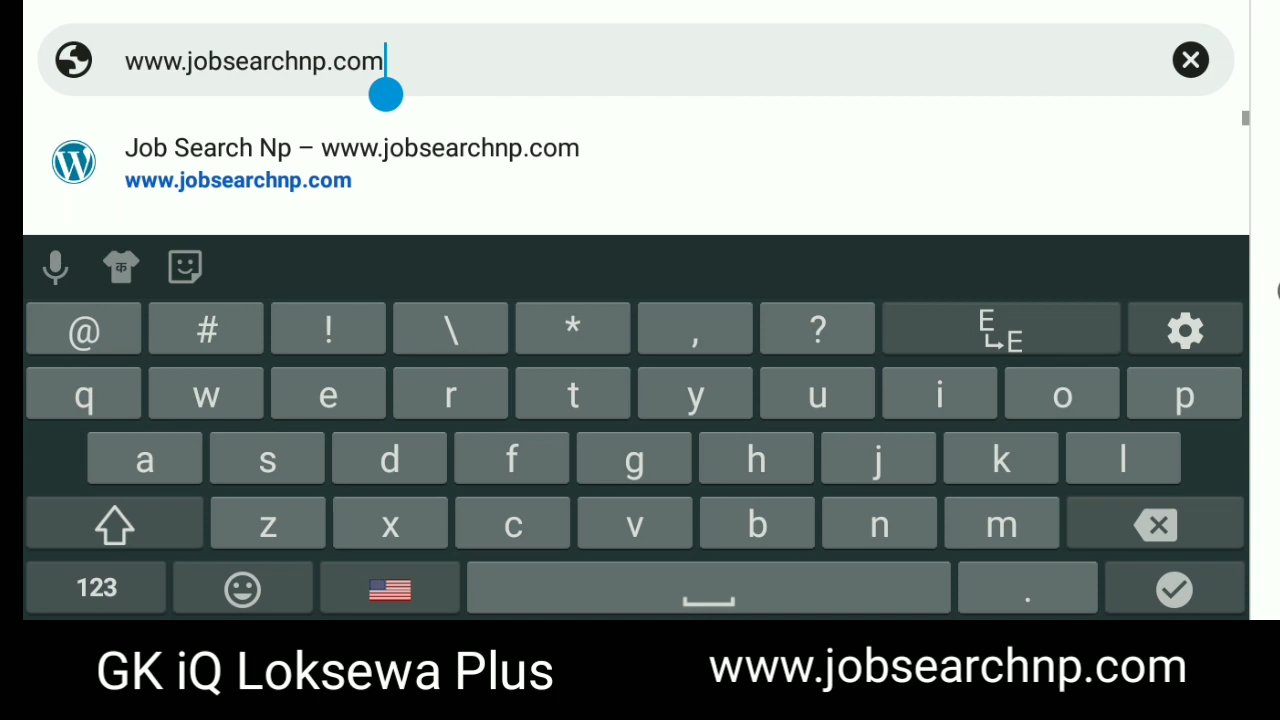 www.jobsearchnp.com
Job Search Np – www.jobsearchnp.com
www.jobsearchnp.com
क
@ # ! \ * , ? E E
q w e r t y u i o p
a s d f g h j k l
z x c v b n m
123 .
GK iQ Loksewa Plus www.jobsearchnp.com